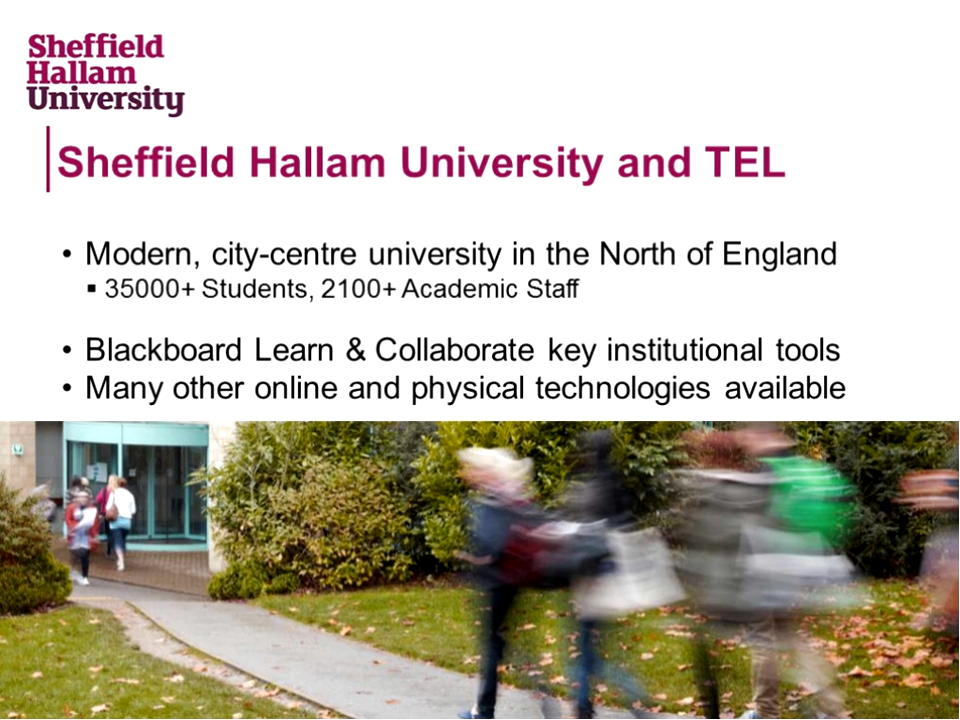 Sheffield
Hallam
University
Sheffield Hallam University and TEL
• Modern, city-centre university in the North of England
▪ 35000+ Students, 2100+ Academic Staff
• Blackboard Learn & Collaborate key institutional tools
• Many other online and physical technologies available